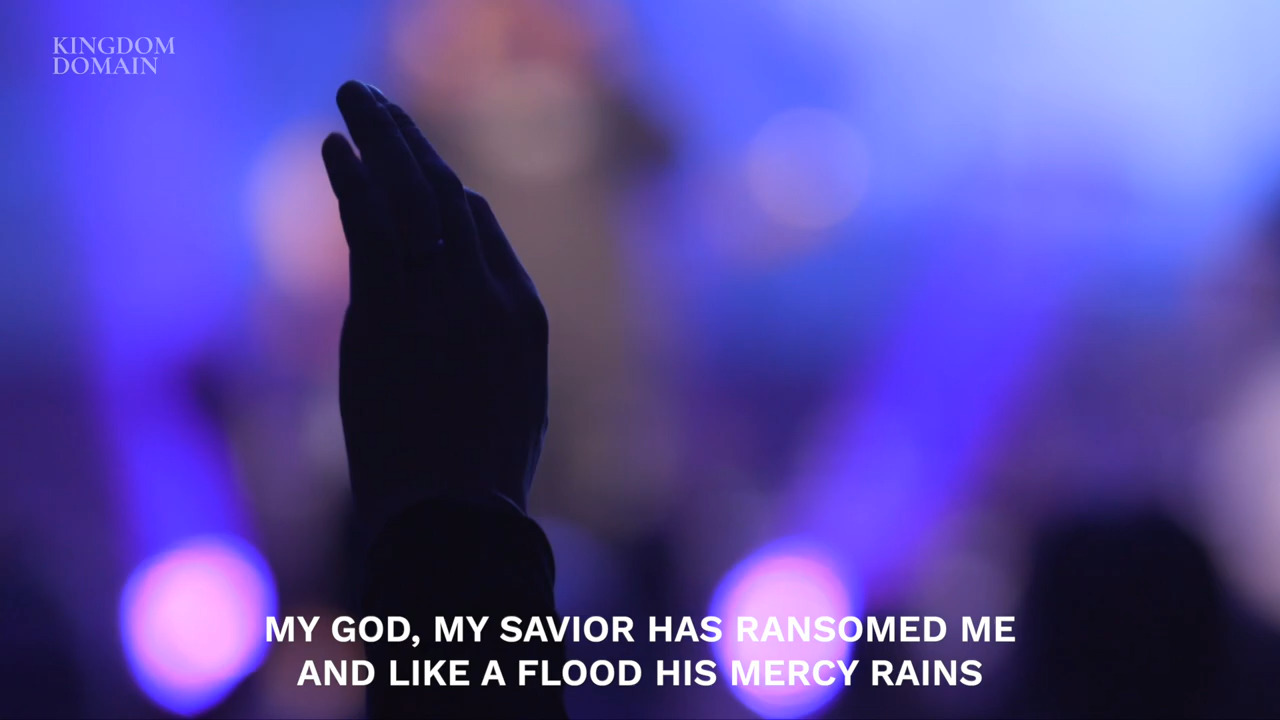 KINGDOM
DOMAIN
MY GOD, MY SAVIOR HAS RANSOMED ME
AND LIKE A FLOOD HIS MERCY RAINS